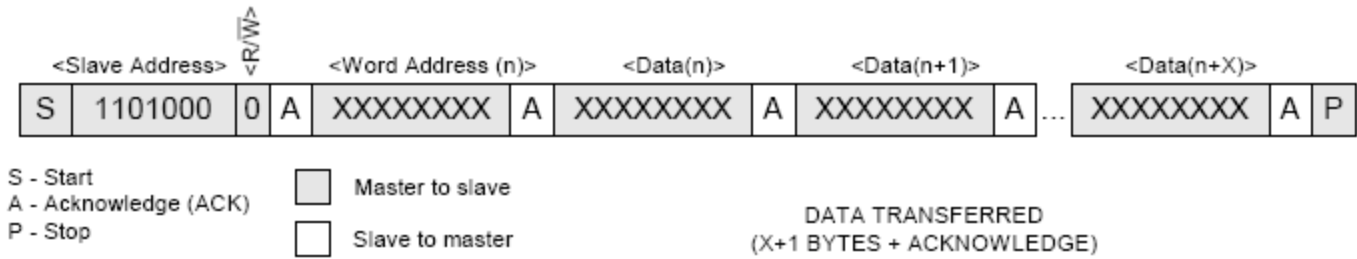 <R/W>
<Slave Address> <Word Address (n)> <Data(n)> <Data(n+1)> <Data(n+X)>
S 1101000 0 A XXXXXXXX A XXXXXXXX A XXXXXXXX A ... XXXXXXXX A P
S - Start
A - Acknowledge (ACK)
P - Stop
Master to slave
Slave to master
DATA TRANSFERRED
(X+1 BYTES + ACKNOWLEDGE)